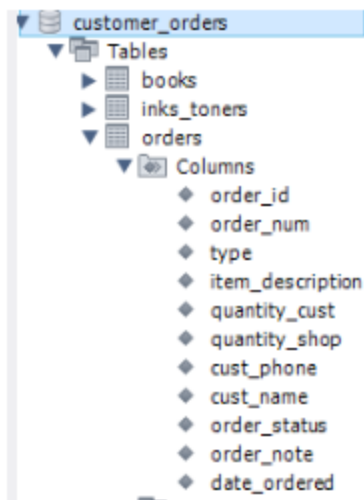 customer_orders
Tables
books
inks_toners
orders
Columns
order_id
order_num
type
item_description
quantity_cust
quantity_shop
cust_phone
cust_name
order_status
order_note
date_ordered